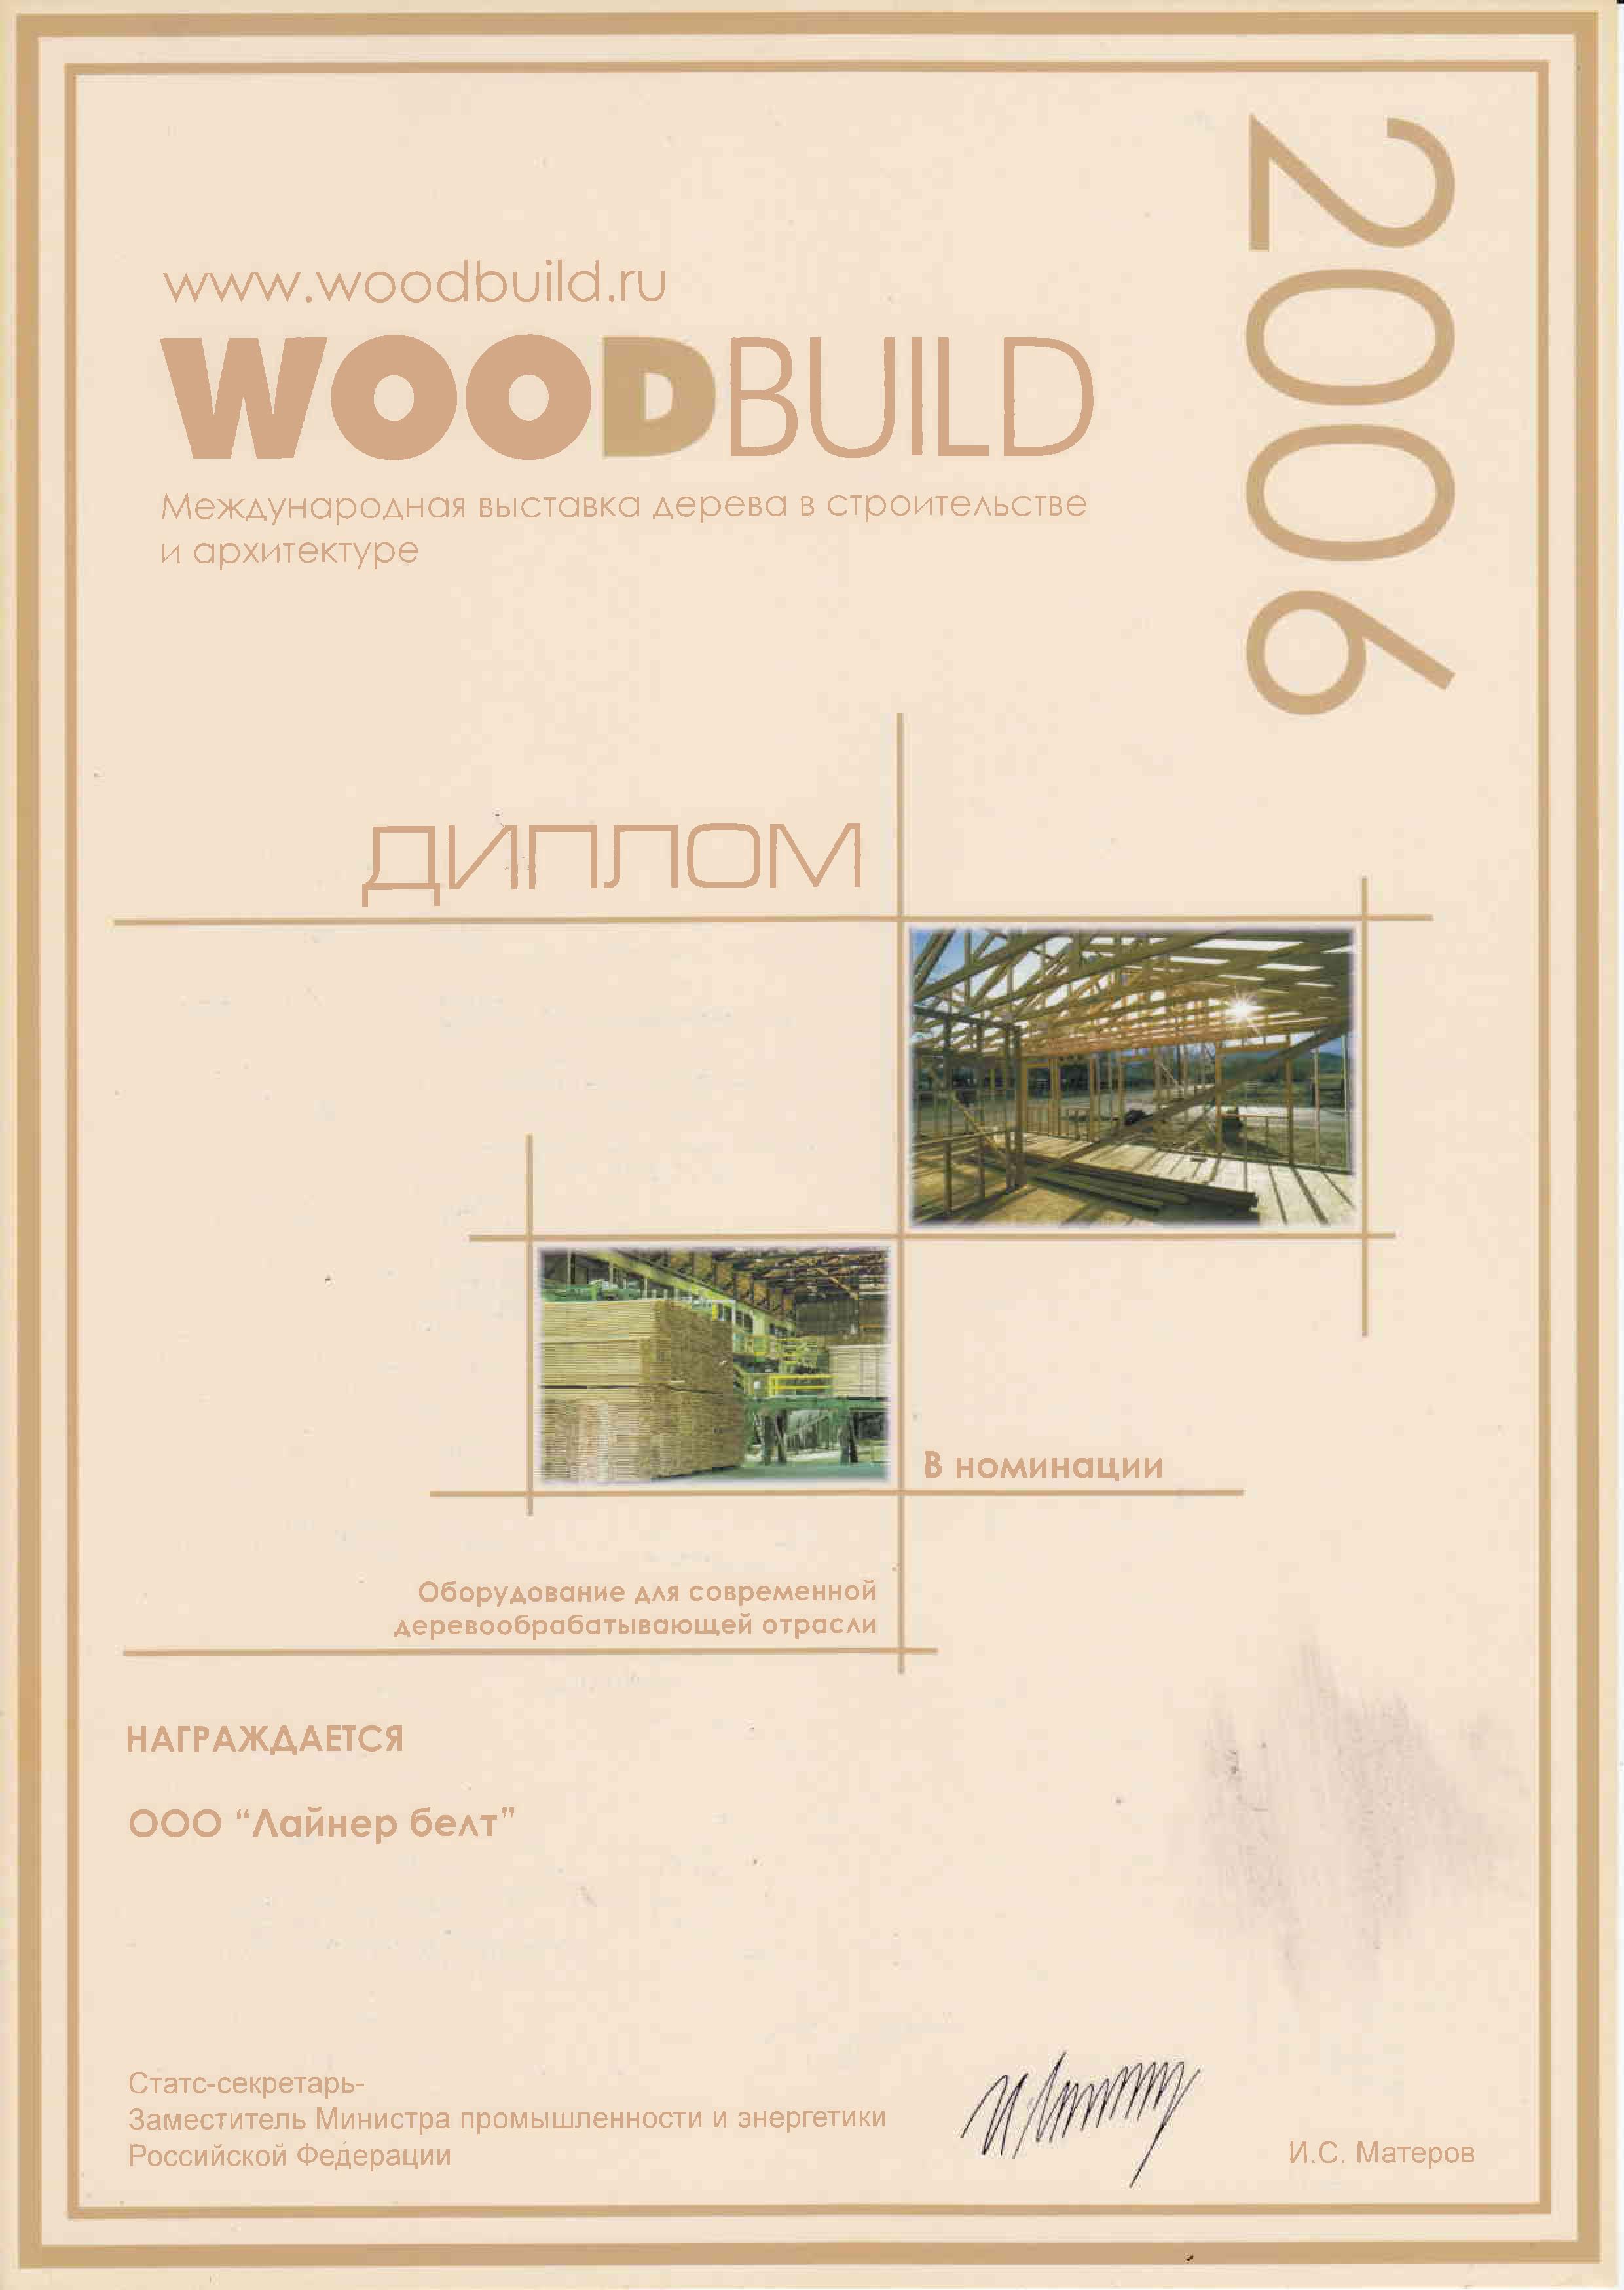 2006
www.woodbuild.ru
WOODBUILD
Международная выставка дерева в строительстве
и архитектуре
ДИПЛОМ
В номинации
Оборудование для современной
деревообрабатывающей отрасли
НАГРАЖДАЕТСЯ
ООО “Лайнер белт”
Статс-секретарь-
Заместитель Министра промышленности и энергетики
Российской Федерации
И.С. Матеров